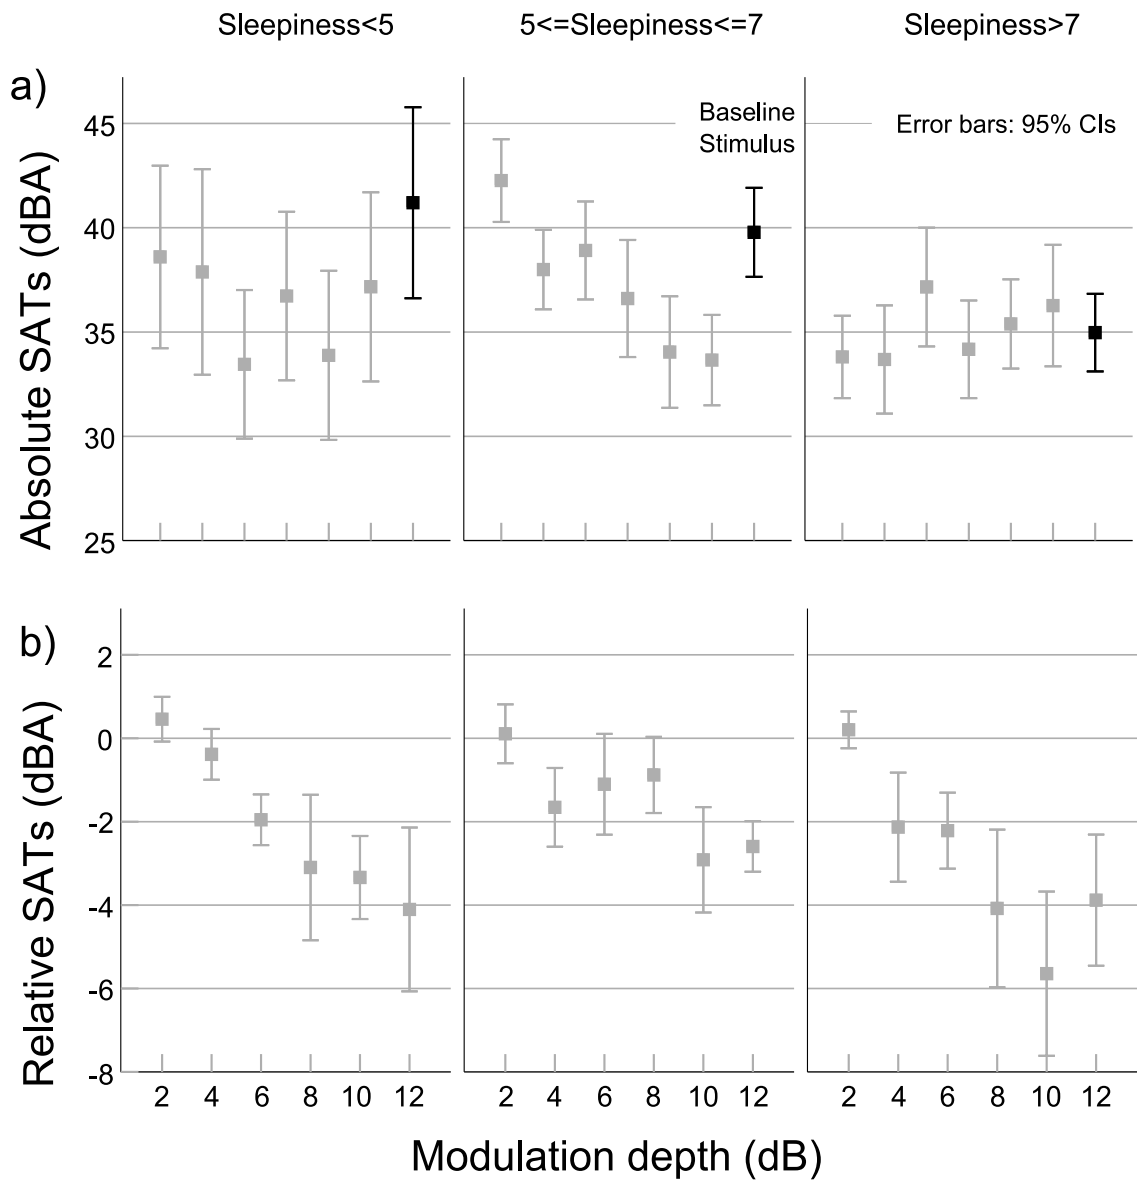 Sleepiness<5
5<=Sleepiness<=7
Sleepiness>7
a)
Absolute SATs (dBA)
45
40
35
30
25
Baseline
Stimulus
Error bars: 95% CIs
b)
Relative SATs (dBA)
2
0
-2
-4
-6
-8
2 4 6 8 10 12
2 4 6 8 10 12
2 4 6 8 10 12
Modulation depth (dB)